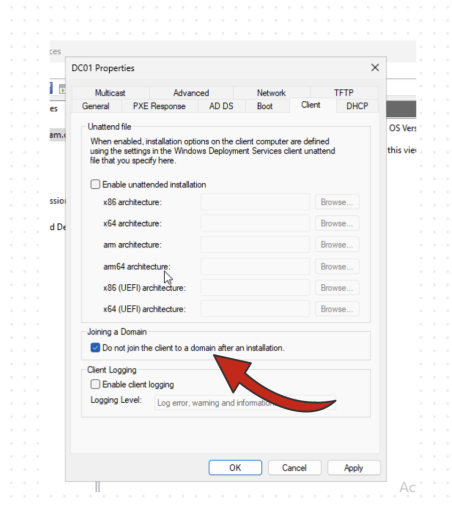 ces
DC01 Properties
Multicast Advanced Network TFTP
General PXE Response AD DS Boot Client DHCP
es
OS Vers
am.
this view
Unattend file
When enabled, installation options on the client computer are defined
using the settings in the Windows Deployment Services client unattend
file that you specify here.
Enable unattended installation
ssion
x86 architecture: Browse...
d De
x64 architecture: Browse...
arm architecture: Browse...
arm64 architecture: Browse...
x86 (UEFI) architecture: Browse...
x64 (UEFI) architecture: Browse...
Joining a Domain
Do not join the client to a domain after an installation.
Client Logging
Enable client logging
Logging Level: Log error, warning and information
OK Cancel Apply
Ac